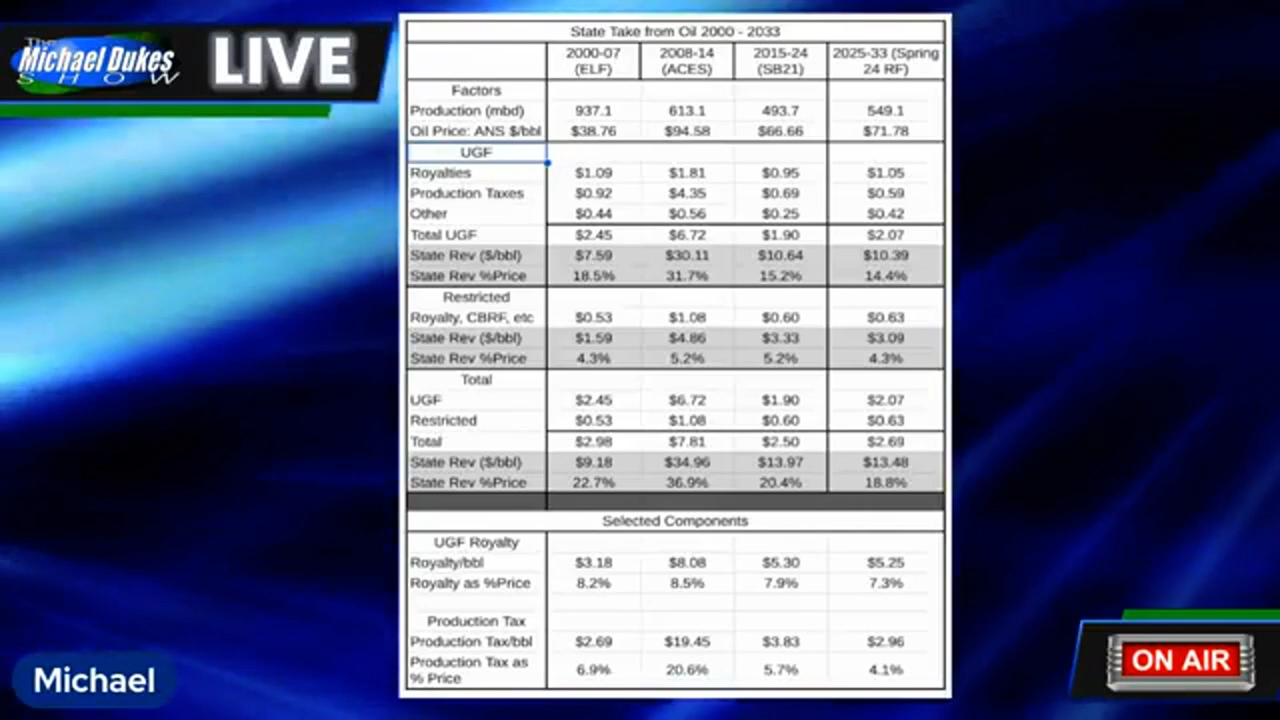 The
Michael Dukes
SHOW
LIVE
State Take from Oil 2000 - 2033
2000-07 (ELF) 2008-14 (ACES) 2015-24 (SB21) 2025-33 (Spring 24 RF)
Factors
Production (mbd) 937.1 613.1 493.7 549.1
Oil Price: ANS $/bbl $38.76 $94.58 $66.66 $71.78
UGF
Royalties $1.09 $1.81 $0.95 $1.05
Production Taxes $0.92 $4.35 $0.69 $0.59
Other $0.44 $0.56 $0.25 $0.42
Total UGF $2.45 $6.72 $1.90 $2.07
State Rev ($/bbl) $7.59 $30.11 $10.64 $10.39
State Rev %Price 18.5% 31.7% 15.2% 14.4%
Restricted
Royalty, CBRF, etc $0.53 $1.08 $0.60 $0.63
State Rev ($/bbl) $1.59 $4.86 $3.33 $3.09
State Rev %Price 4.3% 5.2% 5.2% 4.3%
Total
UGF $2.45 $6.72 $1.90 $2.07
Restricted $0.53 $1.08 $0.60 $0.63
Total $2.98 $7.81 $2.50 $2.69
State Rev ($/bbl) $9.18 $34.96 $13.97 $13.48
State Rev %Price 22.7% 36.9% 20.4% 18.8%
Selected Components
UGF Royalty
Royalty/bbl $3.18 $8.08 $5.30 $5.25
Royalty as %Price 8.2% 8.5% 7.9% 7.3%
Production Tax
Production Tax/bbl $2.69 $19.45 $3.83 $2.96
Production Tax as % Price 6.9% 20.6% 5.7% 4.1%
Michael
ON AIR